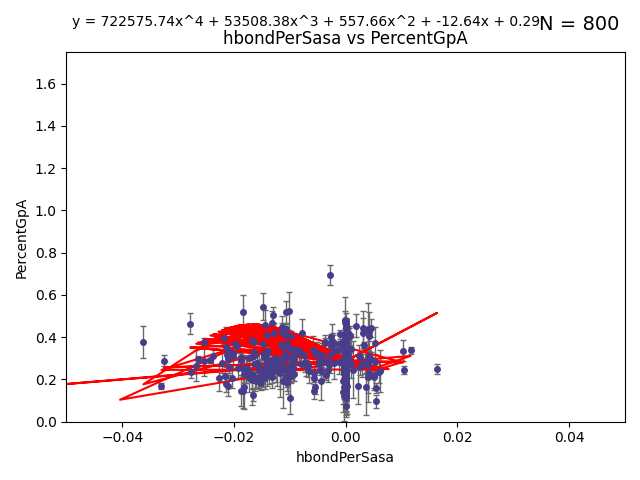 y = 722575.74x^4 + 53508.38x^3 + 557.66x^2 + -12.64x + 0.29
N = 800
hbondPerSasa vs PercentGpA
1.6
1.4
1.2
1.0
0.8
0.6
0.4
0.2
0.0
PercentGpA
−0.04 −0.02 0.00 0.02 0.04
hbondPerSasa